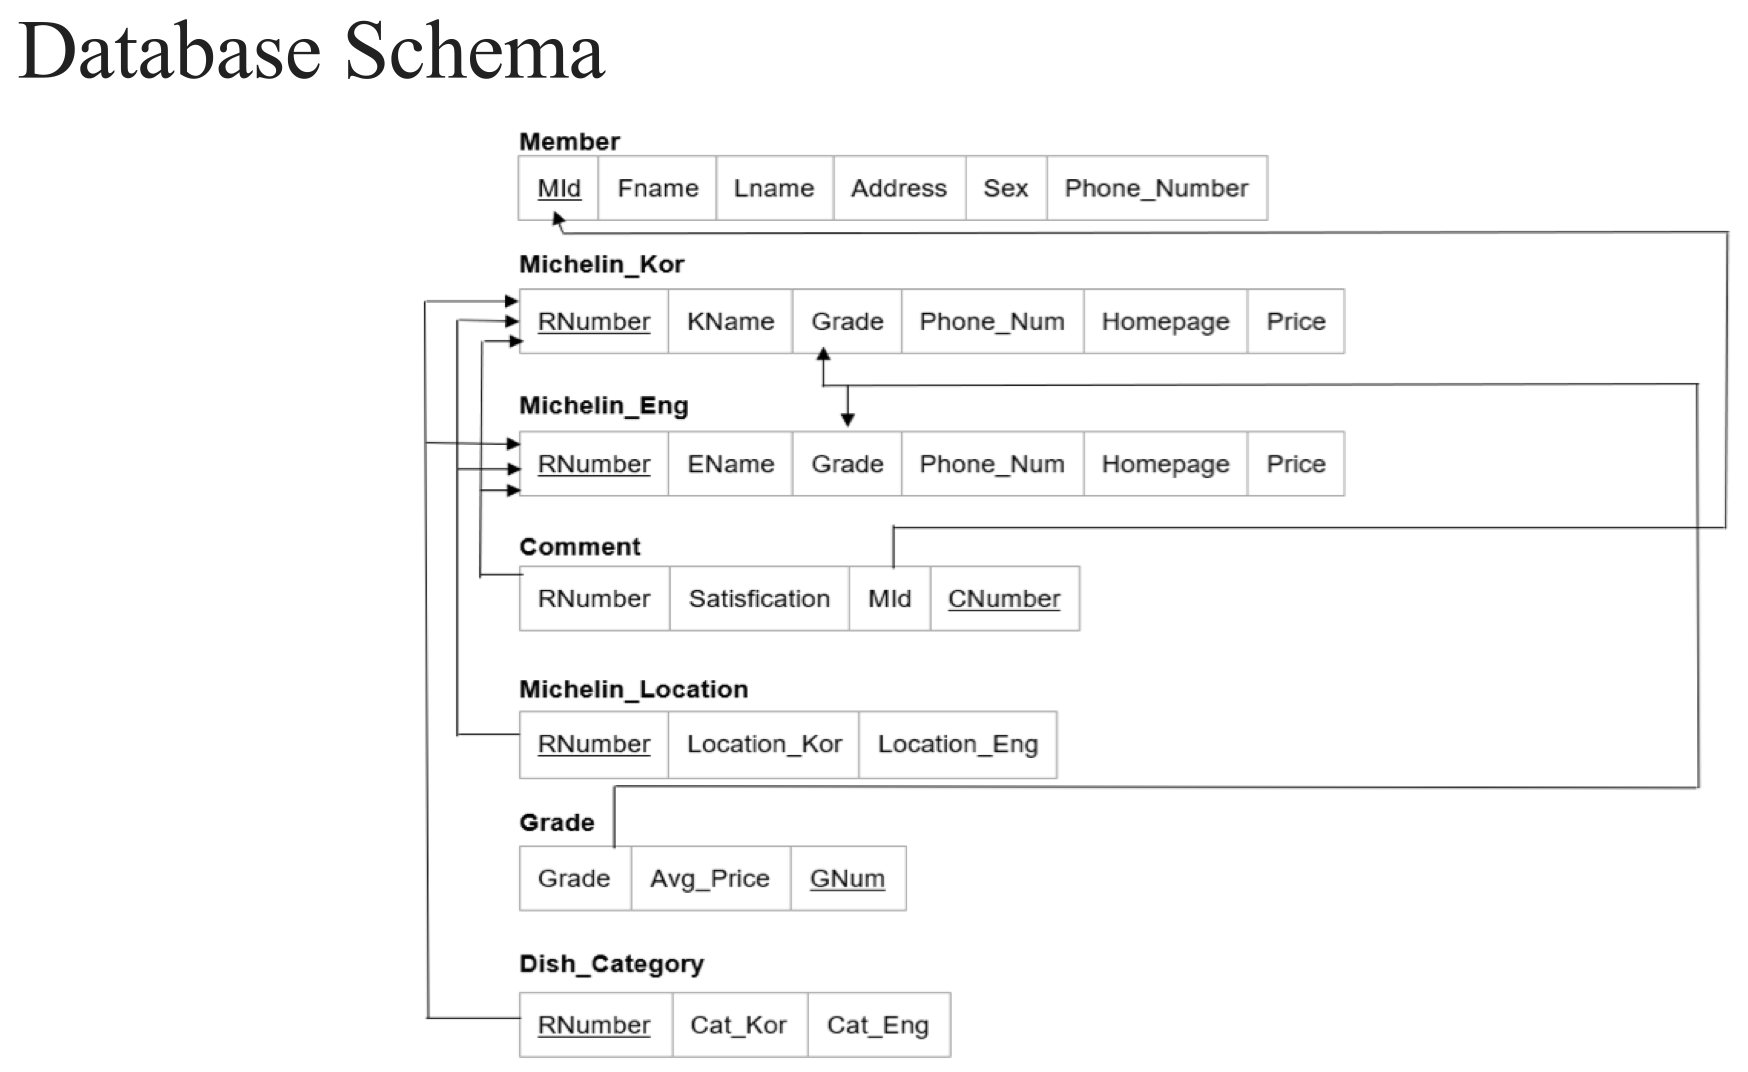 Database Schema
Member
MId Fname Lname Address Sex Phone_Number
Michelin_Kor
RNumber KName Grade Phone_Num Homepage Price
Michelin_Eng
RNumber EName Grade Phone_Num Homepage Price
Comment
RNumber Satisfication MId CNumber
Michelin_Location
RNumber Location_Kor Location_Eng
Grade
Grade Avg_Price GNum
Dish_Category
RNumber Cat_Kor Cat_Eng